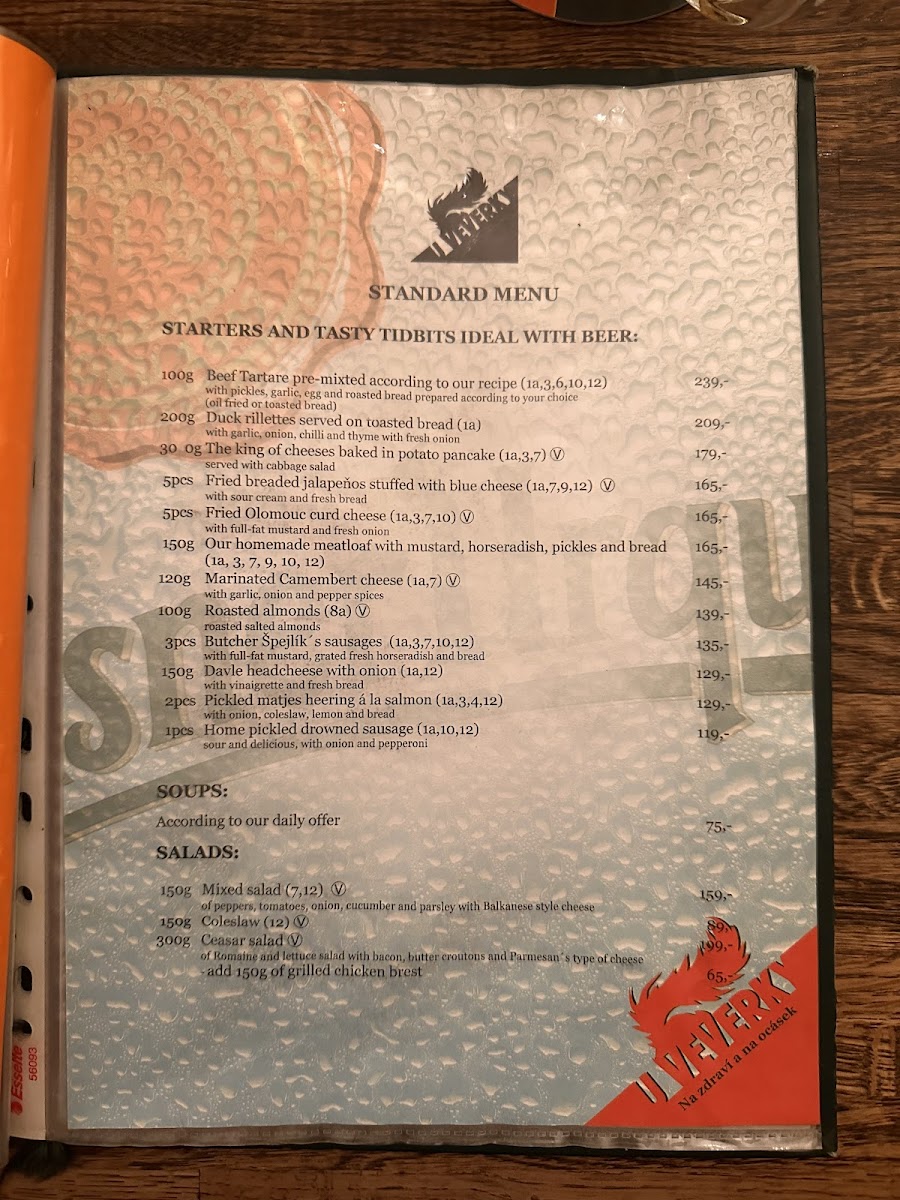 U VEVERKY
STANDARD MENU
STARTERS AND TASTY TIDBITS IDEAL WITH BEER:
100g Beef Tartare pre-mixted according to our recipe (1a,3,6,10,12) 239,-
with pickles, garlic, egg and roasted bread prepared according to your choice
(oil fried or toasted bread)
200g Duck rillettes served on toasted bread (1a) 209,-
with garlic, onion, chilli and thyme with fresh onion
30 0g The king of cheeses baked in potato pancake (1a,3,7) Ⓥ 179,-
served with cabbage salad
5pcs Fried breaded jalapeňos stuffed with blue cheese (1a,7,9,12) Ⓥ 165,-
with sour cream and fresh bread
5pcs Fried Olomouc curd cheese (1a,3,7,10) Ⓥ 165,-
with full-fat mustard and fresh onion
150g Our homemade meatloaf with mustard, horseradish, pickles and bread 165,-
(1a, 3, 7, 9, 10, 12)
120g Marinated Camembert cheese (1a,7) Ⓥ 145,-
with garlic, onion and pepper spices
100g Roasted almonds (8a) Ⓥ 139,-
roasted salted almonds
3pcs Butcher Špejlík´s sausages (1a,3,7,10,12) 135,-
with full-fat mustard, grated fresh horseradish and bread
150g Davle headcheese with onion (1a,12) 129,-
with vinaigrette and fresh bread
2pcs Pickled matjes heering á la salmon (1a,3,4,12) 129,-
with onion, coleslaw, lemon and bread
1pcs Home pickled drowned sausage (1a,10,12) 119,-
sour and delicious, with onion and pepperoni
SOUPS:
According to our daily offer 75,-
SALADS:
150g Mixed salad (7,12) Ⓥ 159,-
of peppers, tomatoes, onion, cucumber and parsley with Balkanese style cheese
150g Coleslaw (12) Ⓥ 89,-
300g Ceasar salad Ⓥ 199,-
of Romaine and lettuce salad with bacon, butter croutons and Parmesan´s type of cheese
- add 150g of grilled chicken brest 65,-
U VEVERKY
Na zdraví a na ocásek
Esselte
56093